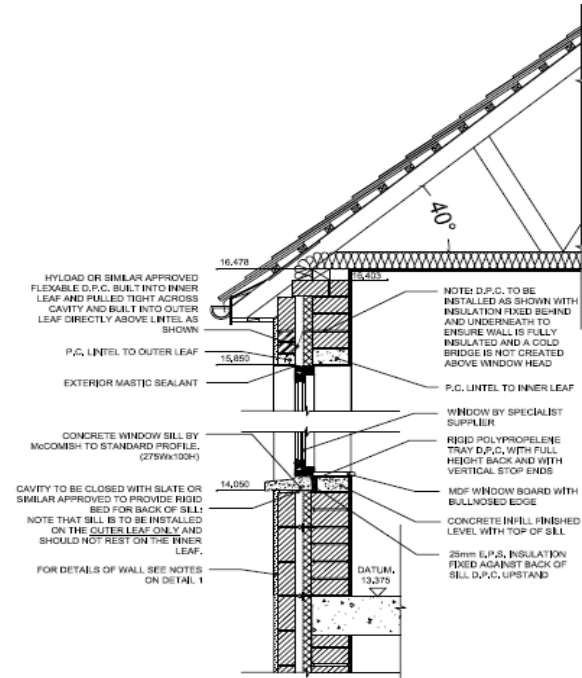 40°
16,478
16,403
HYLOAD OR SIMILAR APPROVED
FLEXABLE D.P.C. BUILT INTO INNER
LEAF AND PULLED TIGHT ACROSS
CAVITY AND BUILT INTO OUTER
LEAF DIRECTLY ABOVE LINTEL AS
SHOWN
P.C. LINTEL TO OUTER LEAF
15,650
EXTERIOR MASTIC SEALANT
CONCRETE WINDOW SILL BY
McCOMISH TO STANDARD PROFILE.
(275Wx100H)
CAVITY TO BE CLOSED WITH SLATE OR
SIMILAR APPROVED TO PROVIDE RIGID
BED FOR BACK OF SILL:
NOTE THAT SILL IS TO BE INSTALLED
ON THE OUTER LEAF ONLY AND
SHOULD NOT REST ON THE INNER
LEAF.
14,050
FOR DETAILS OF WALL SEE NOTES
ON DETAIL 1
NOTE: D.P.C. TO BE
INSTALLED AS SHOWN WITH
INSULATION FIXED BEHIND
AND UNDERNEATH TO
ENSURE WALL IS FULLY
INSULATED AND A COLD
BRIDGE IS NOT CREATED
ABOVE WINDOW HEAD
P.C. LINTEL TO INNER LEAF
WINDOW BY SPECIALIST
SUPPLIER
RIGID POLYPROPELENE
TRAY D.P.C. WITH FULL
HEIGHT BACK AND WITH
VERTICAL STOP ENDS
MDF WINDOW BOARD WITH
BULLNOSED EDGE
CONCRETE INFILL FINISHED
LEVEL WITH TOP OF SILL
25mm E.P.S. INSULATION
FIXED AGAINST BACK OF
SILL D.P.C. UPSTAND
DATUM.
13,375